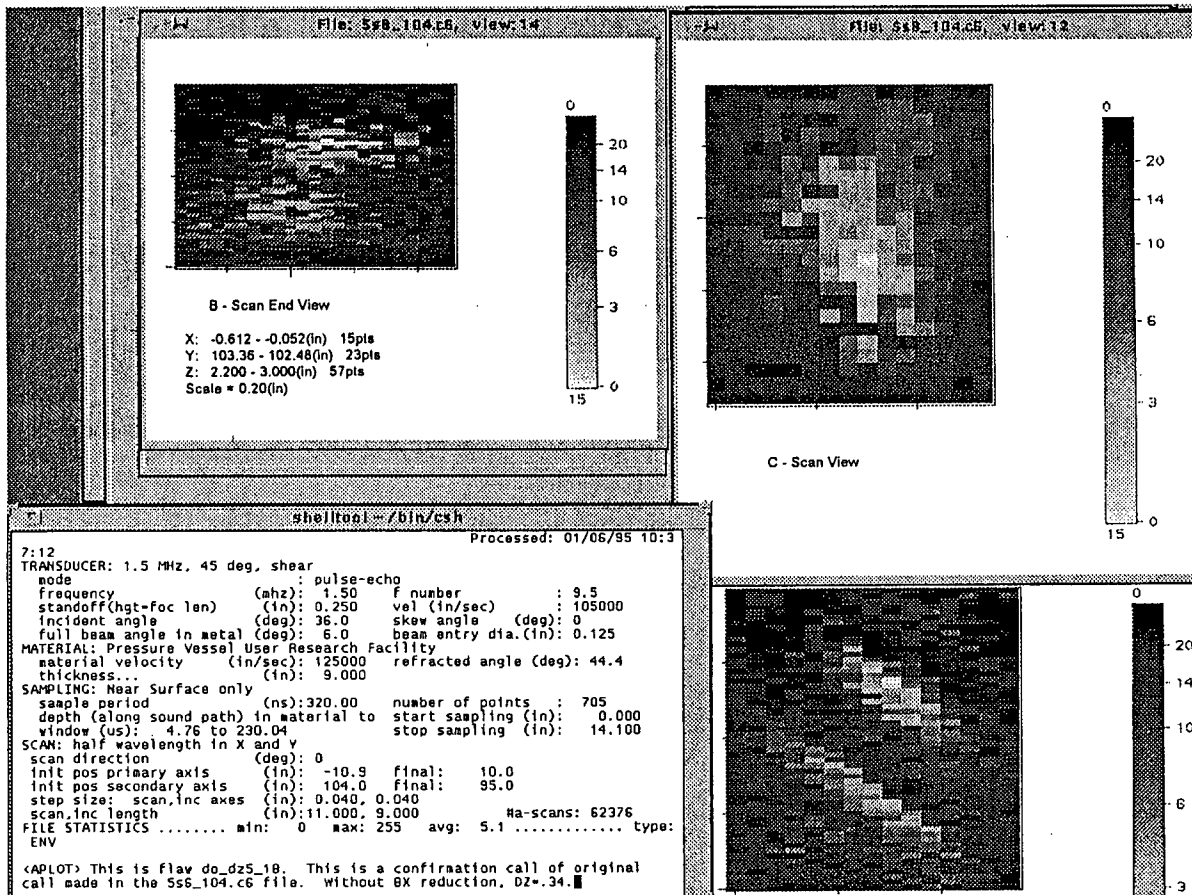 File: 5s8_104.c6, view:14
0
20
14
10
6
3
0
15
B - Scan End View
X: -0.612 - -0.052(in) 15pts
Y: 103.36 - 102.48(in) 23pts
Z: 2.200 - 3.000(in) 57pts
Scale = 0.20(in)
File: 5s8_104.c6, view:12
0
20
14
10
6
3
0
15
C - Scan View
shelltool - /bin/csh
Processed: 01/06/95 10:3
7:12
TRANSDUCER: 1.5 MHz, 45 deg, shear
mode : pulse-echo
frequency (mhz): 1.50 f number : 9.5
standoff(hgt-foc len) (in): 0.250 vel (in/sec) : 105000
incident angle (deg): 36.0 skew angle (deg): 0
full beam angle in metal (deg): 6.0 beam entry dia.(in): 0.125
MATERIAL: Pressure Vessel User Research Facility
material velocity (in/sec): 125000 refracted angle (deg): 44.4
thickness... (in): 9.000
SAMPLING: Near Surface only
sample period (ns):320.00 number of points : 705
depth (along sound path) in material to start sampling (in): 0.000
window (us): 4.76 to 230.04 stop sampling (in): 14.100
SCAN: half wavelength in X and Y
scan direction (deg): 0
init pos primary axis (in): -10.9 final: 10.0
init pos secondary axis (in): 104.0 final: 95.0
step size: scan,inc axes (in): 0.040, 0.040
scan,inc length (in):11.000, 9.000 #a-scans: 62376
FILE STATISTICS ........ min: 0 max: 255 avg: 5.1 ............. type:
ENV
<APLOT> This is flaw do_dz5_18. This is a confirmation call of original
call made in the 5s6_104.c6 file. Without 8X reduction, DZ=.34.
0
20
14
10
6
3